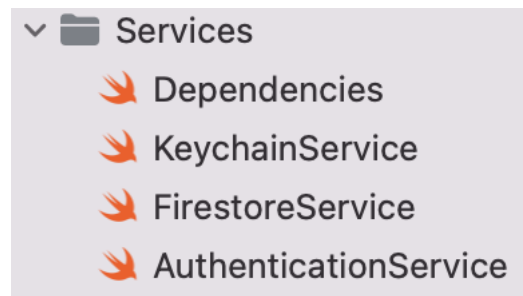 Services
Dependencies
KeychainService
FirestoreService
AuthenticationService